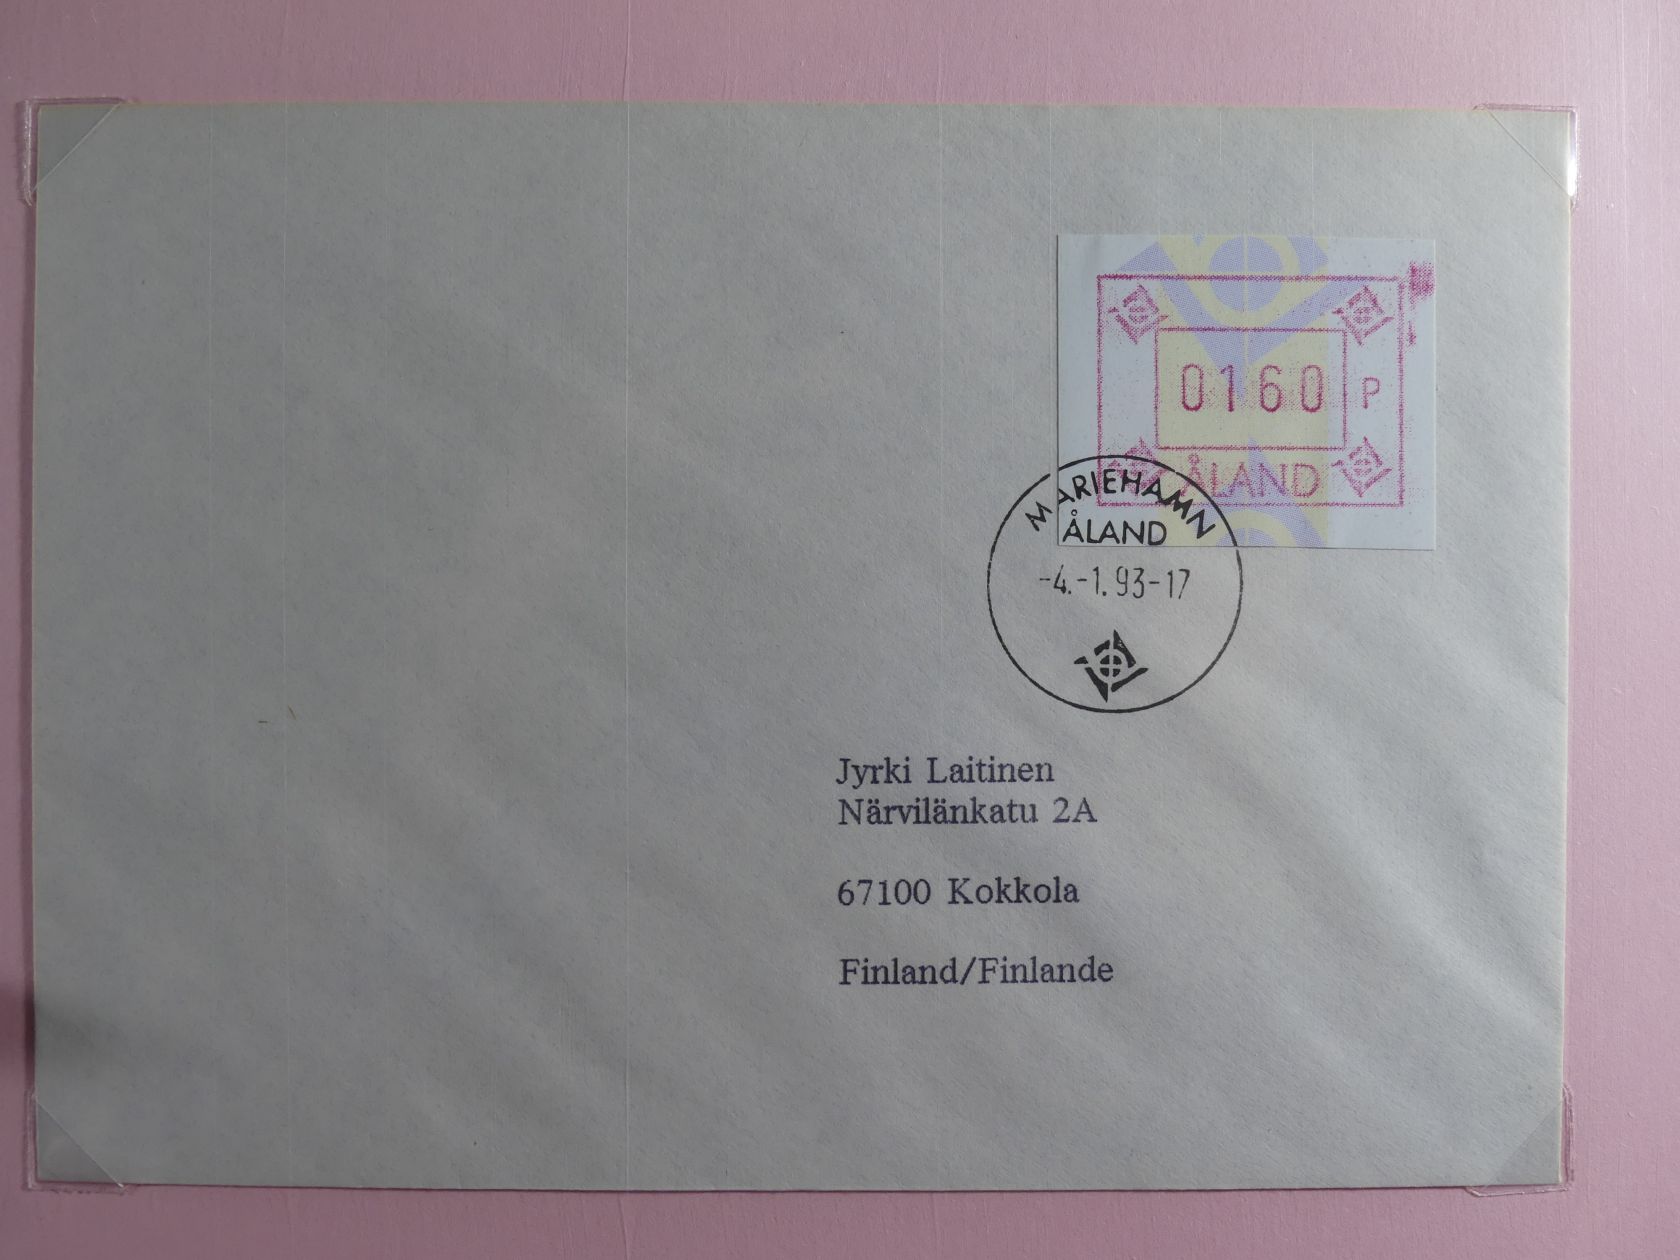 0160 P
ÅLAND
MARIEHAMN
ÅLAND
-4.-1.93-17
Jyrki Laitinen
Närvilänkatu 2A
67100 Kokkola
Finland/Finlande